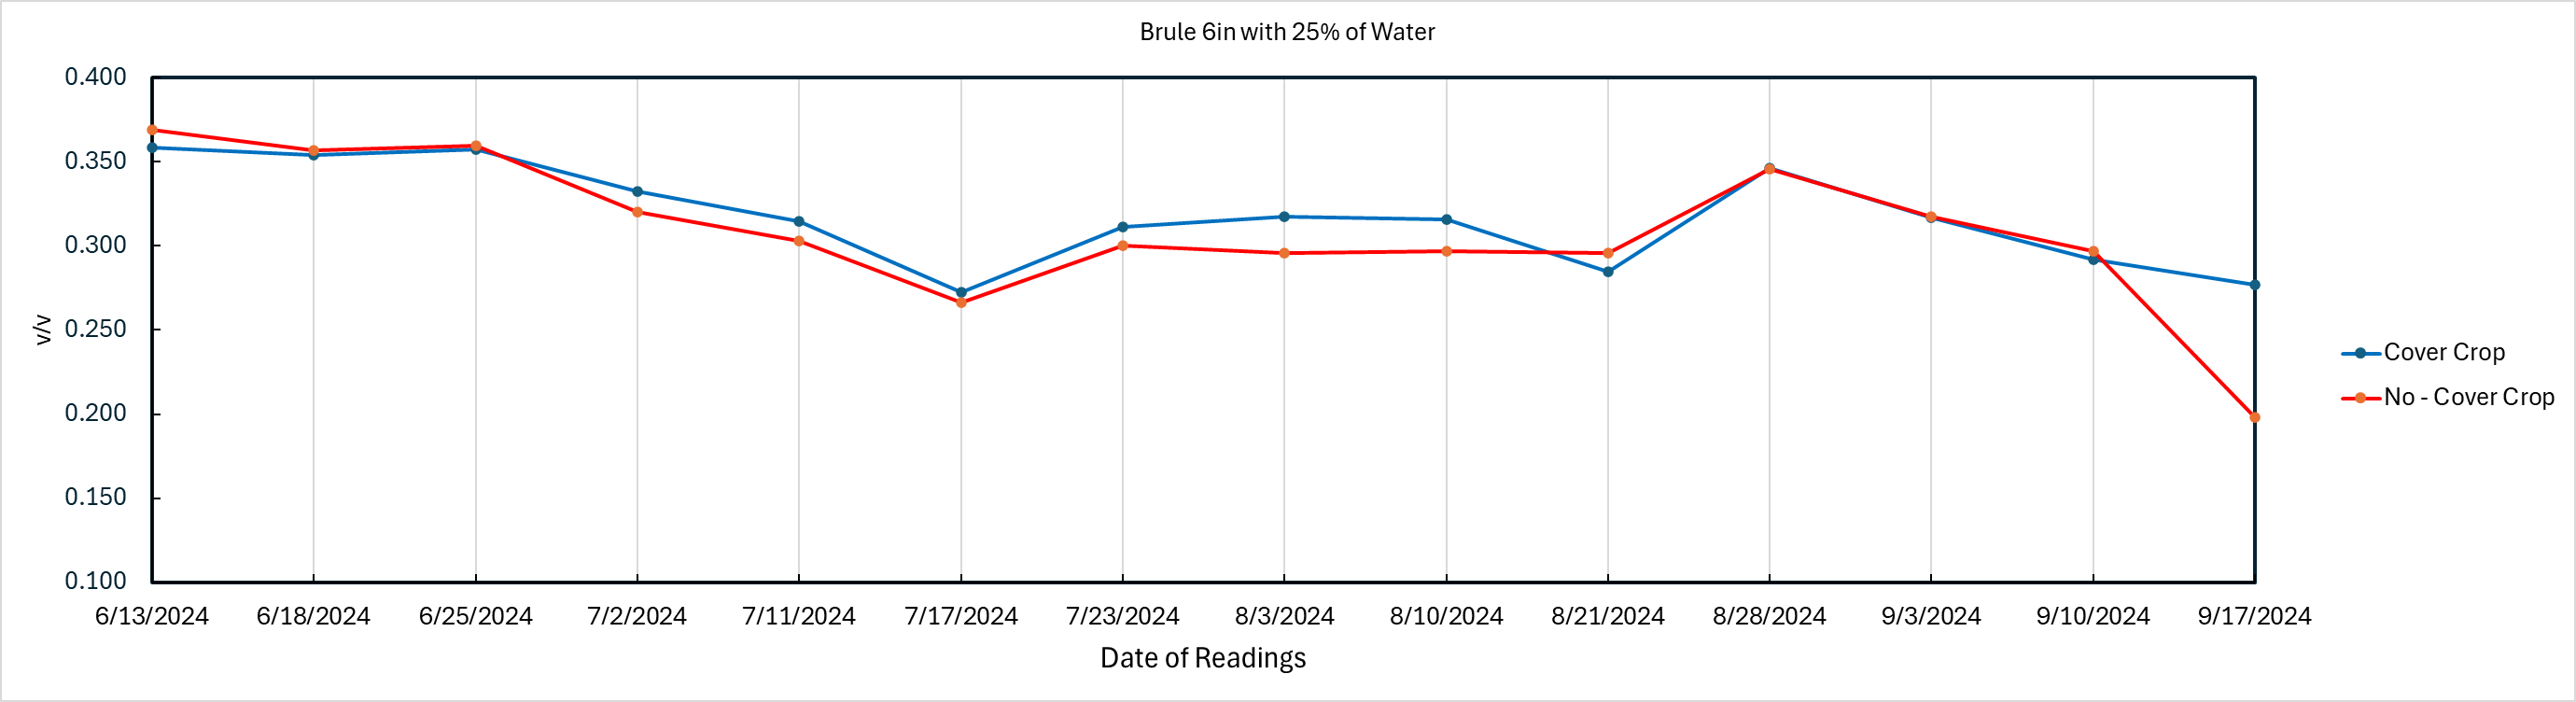 Brule 6in with 25% of Water
0.400
0.350
0.300
0.250
0.200
0.150
0.100
v/v
6/13/2024 6/18/2024 6/25/2024 7/2/2024 7/11/2024 7/17/2024 7/23/2024 8/3/2024 8/10/2024 8/21/2024 8/28/2024 9/3/2024 9/10/2024 9/17/2024
Date of Readings
Cover Crop
No - Cover Crop